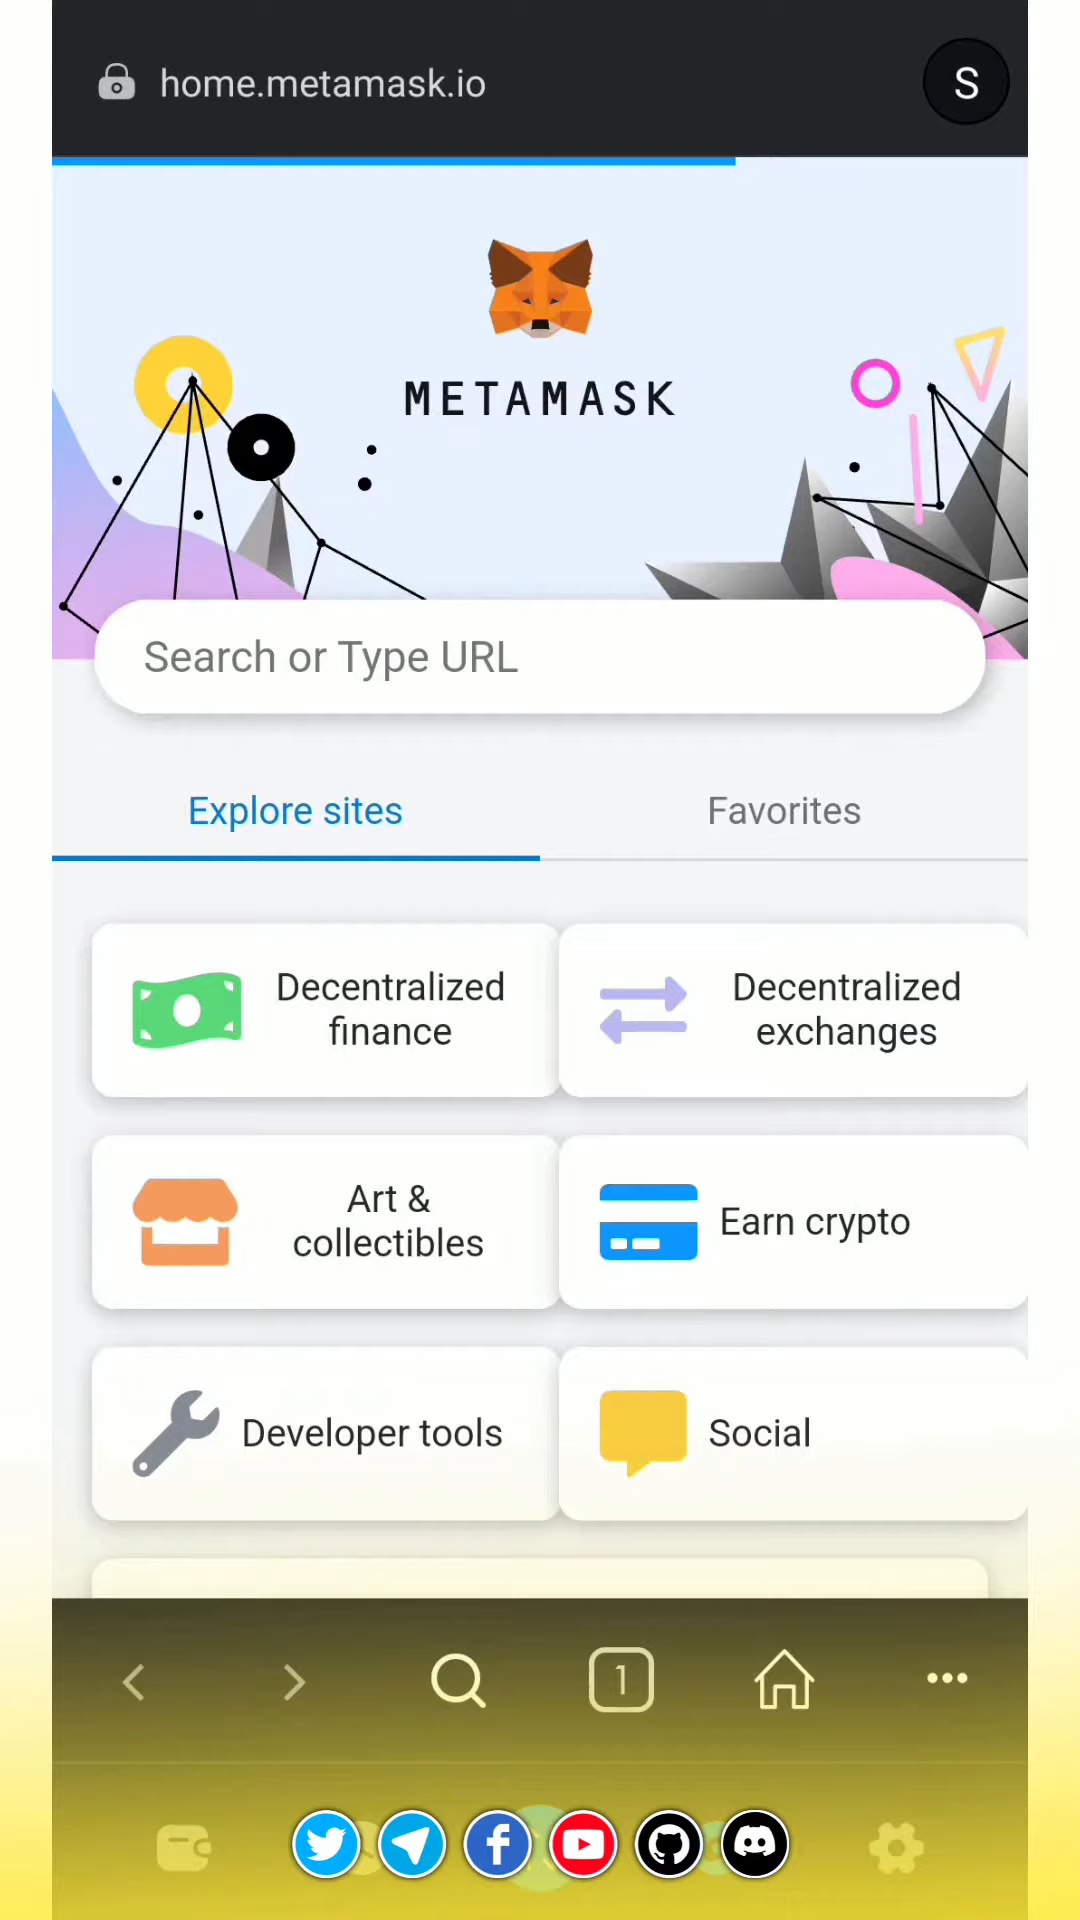 home.metamask.io
S
METAMASK
Search or Type URL
Explore sites
Favorites
Decentralized
finance
Decentralized
exchanges
Art &
collectibles
Earn crypto
Developer tools
Social
1